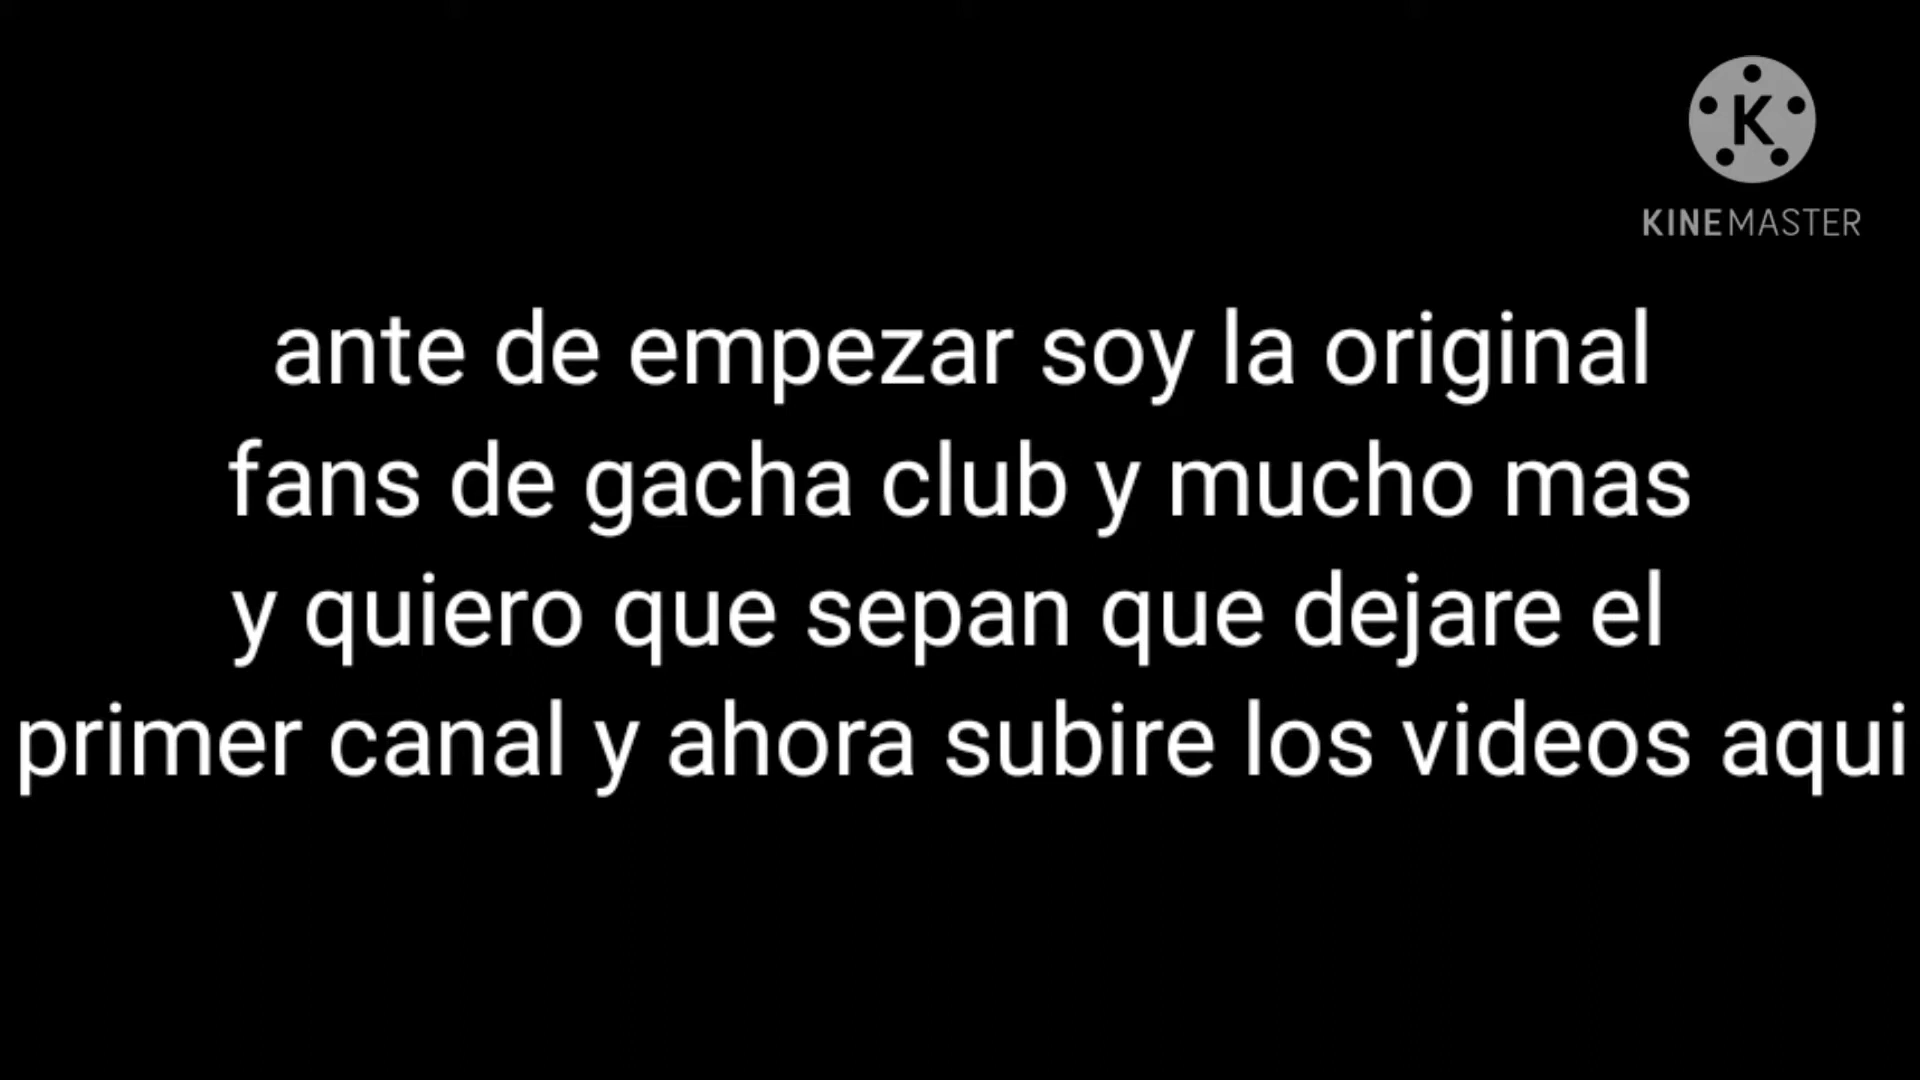 K
KINEMASTER
ante de empezar soy la original
fans de gacha club y mucho mas
y quiero que sepan que dejare el
primer canal y ahora subire los videos aqui